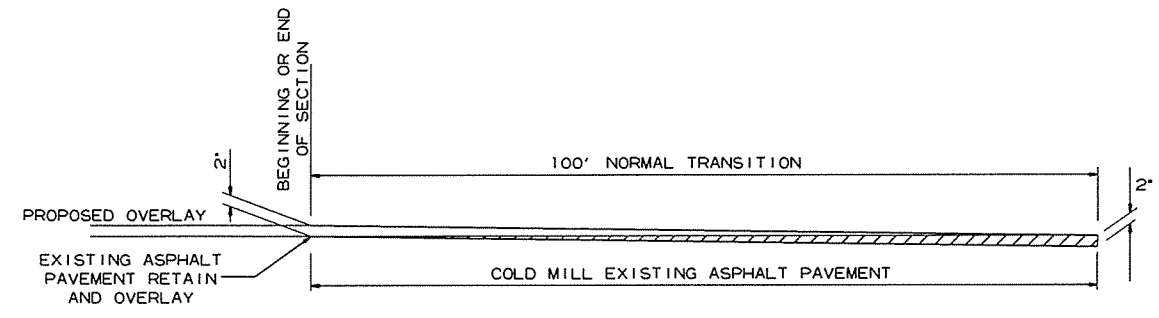 BEGINNING OR END
OF SECTION
2"
100' NORMAL TRANSITION
2"
PROPOSED OVERLAY
EXISTING ASPHALT
PAVEMENT RETAIN
AND OVERLAY
COLD MILL EXISTING ASPHALT PAVEMENT